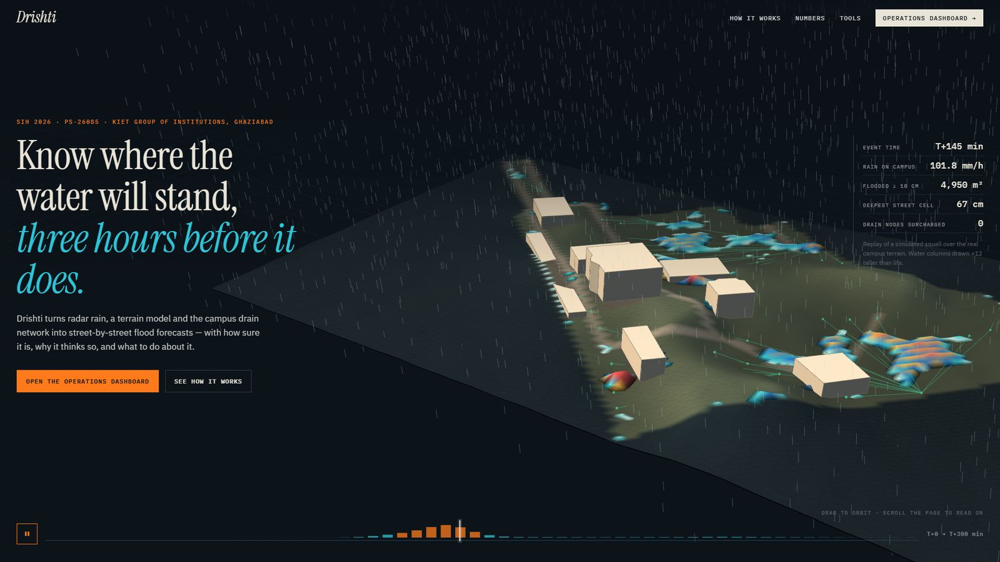 Drishti
HOW IT WORKS
NUMBERS
TOOLS
OPERATIONS DASHBOARD →
SIH 2026 · PS-26085 · KIET GROUP OF INSTITUTIONS, GHAZIABAD
Know where the
water will stand,
three hours before it
does.
Drishti turns radar rain, a terrain model and the campus drain
network into street-by-street flood forecasts — with how sure
it is, why it thinks so, and what to do about it.
OPEN THE OPERATIONS DASHBOARD
SEE HOW IT WORKS
EVENT TIME T+145 min
RAIN ON CAMPUS 101.8 mm/h
FLOODED ≥ 10 CM 4,950 m²
DEEPEST STREET CELL 67 cm
DRAIN NODES SURCHARGED 0
Replay of a simulated squall over the real
campus terrain. Water columns drawn ×12
taller than life.
DRAG TO ORBIT · SCROLL THE PAGE TO READ ON
T+0 → T+300 min